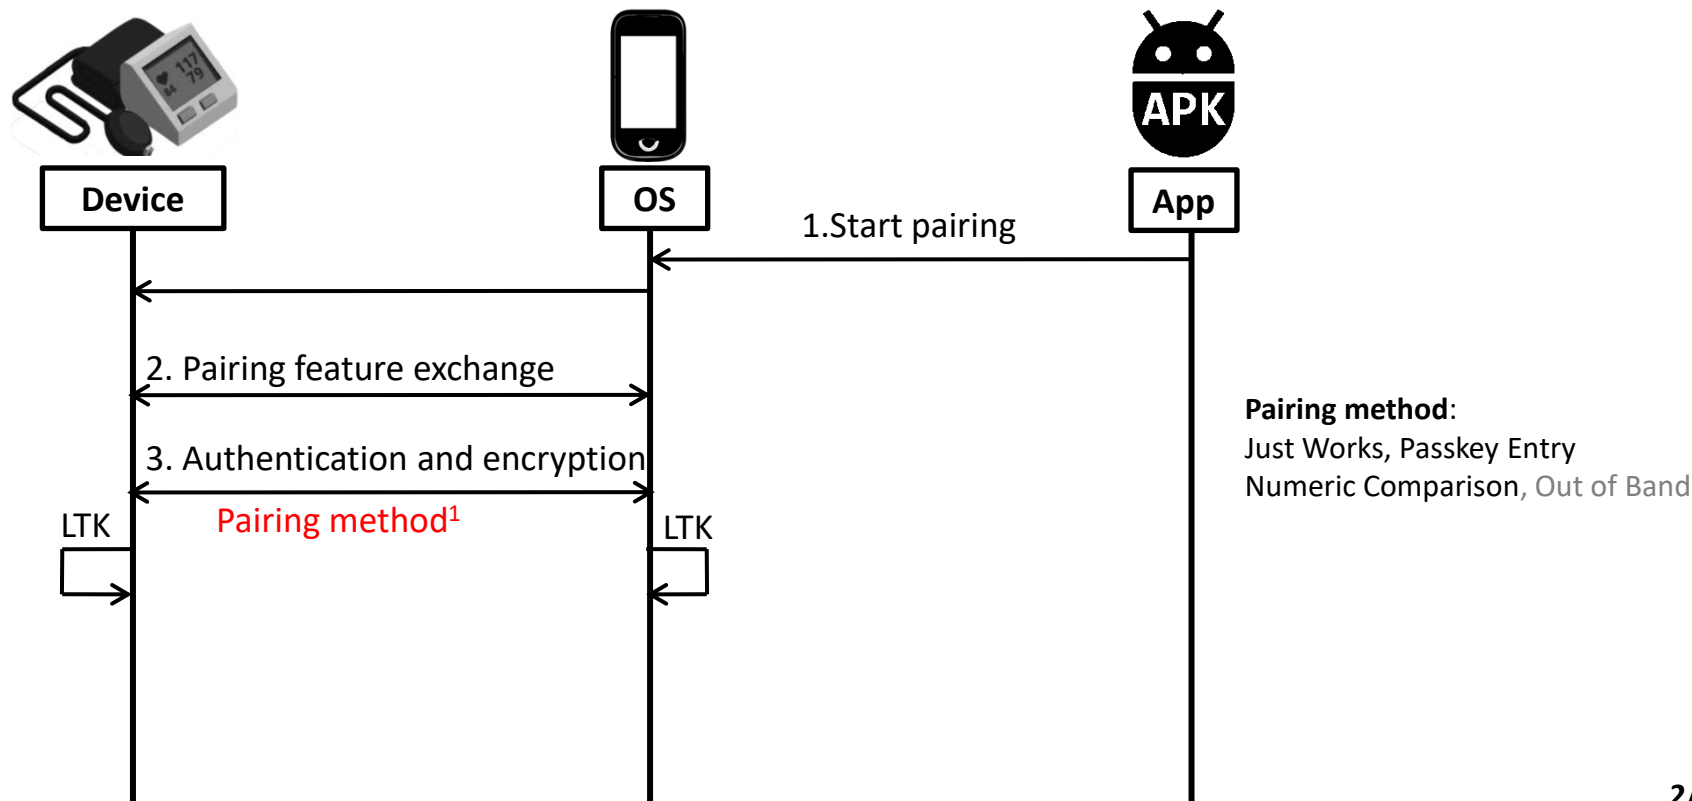 117
79
84
APK
Device
OS
App
1.Start pairing
2. Pairing feature exchange
3. Authentication and encryption
Pairing method¹
LTK
LTK
Pairing method:
Just Works, Passkey Entry
Numeric Comparison, Out of Band